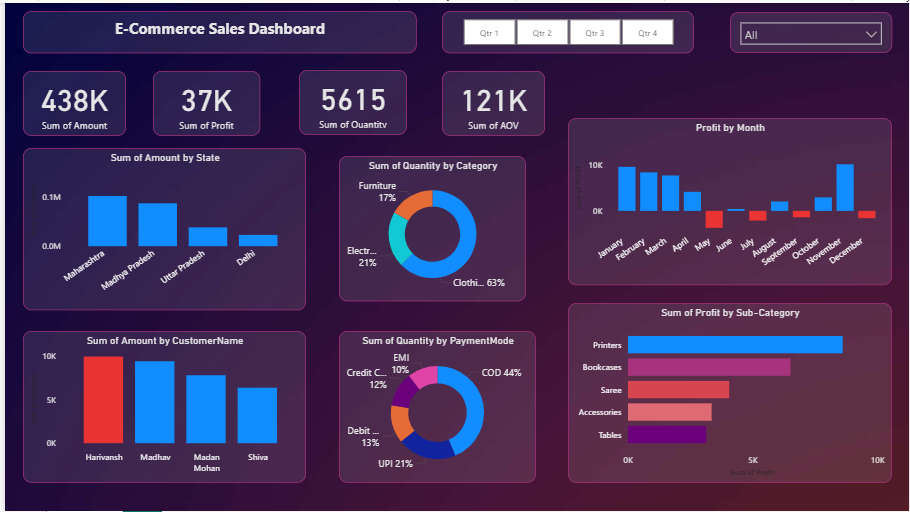 E-Commerce Sales Dashboard
Qtr 1 Qtr 2 Qtr 3 Qtr 4
All
438K
Sum of Amount
37K
Sum of Profit
5615
Sum of Quantity
121K
Sum of AOV
Sum of Amount by State
0.1M
0.0M
Maharashtra
Madhya Pradesh
Uttar Pradesh
Delhi
Sum of Quantity by Category
Furniture
17%
Electr...
21%
Clothi... 63%
Profit by Month
10K
0K
January
February
March
April
May
June
July
August
September
October
November
December
Sum of Amount by CustomerName
10K
5K
0K
Harivansh
Madhav
Madan
Mohan
Shiva
Sum of Quantity by PaymentMode
EMI
10%
Credit C...
12%
Debit ...
13%
UPI 21%
COD 44%
Sum of Profit by Sub-Category
Printers
Bookcases
Saree
Accessories
Tables
0K 5K 10K
Sum of Profit